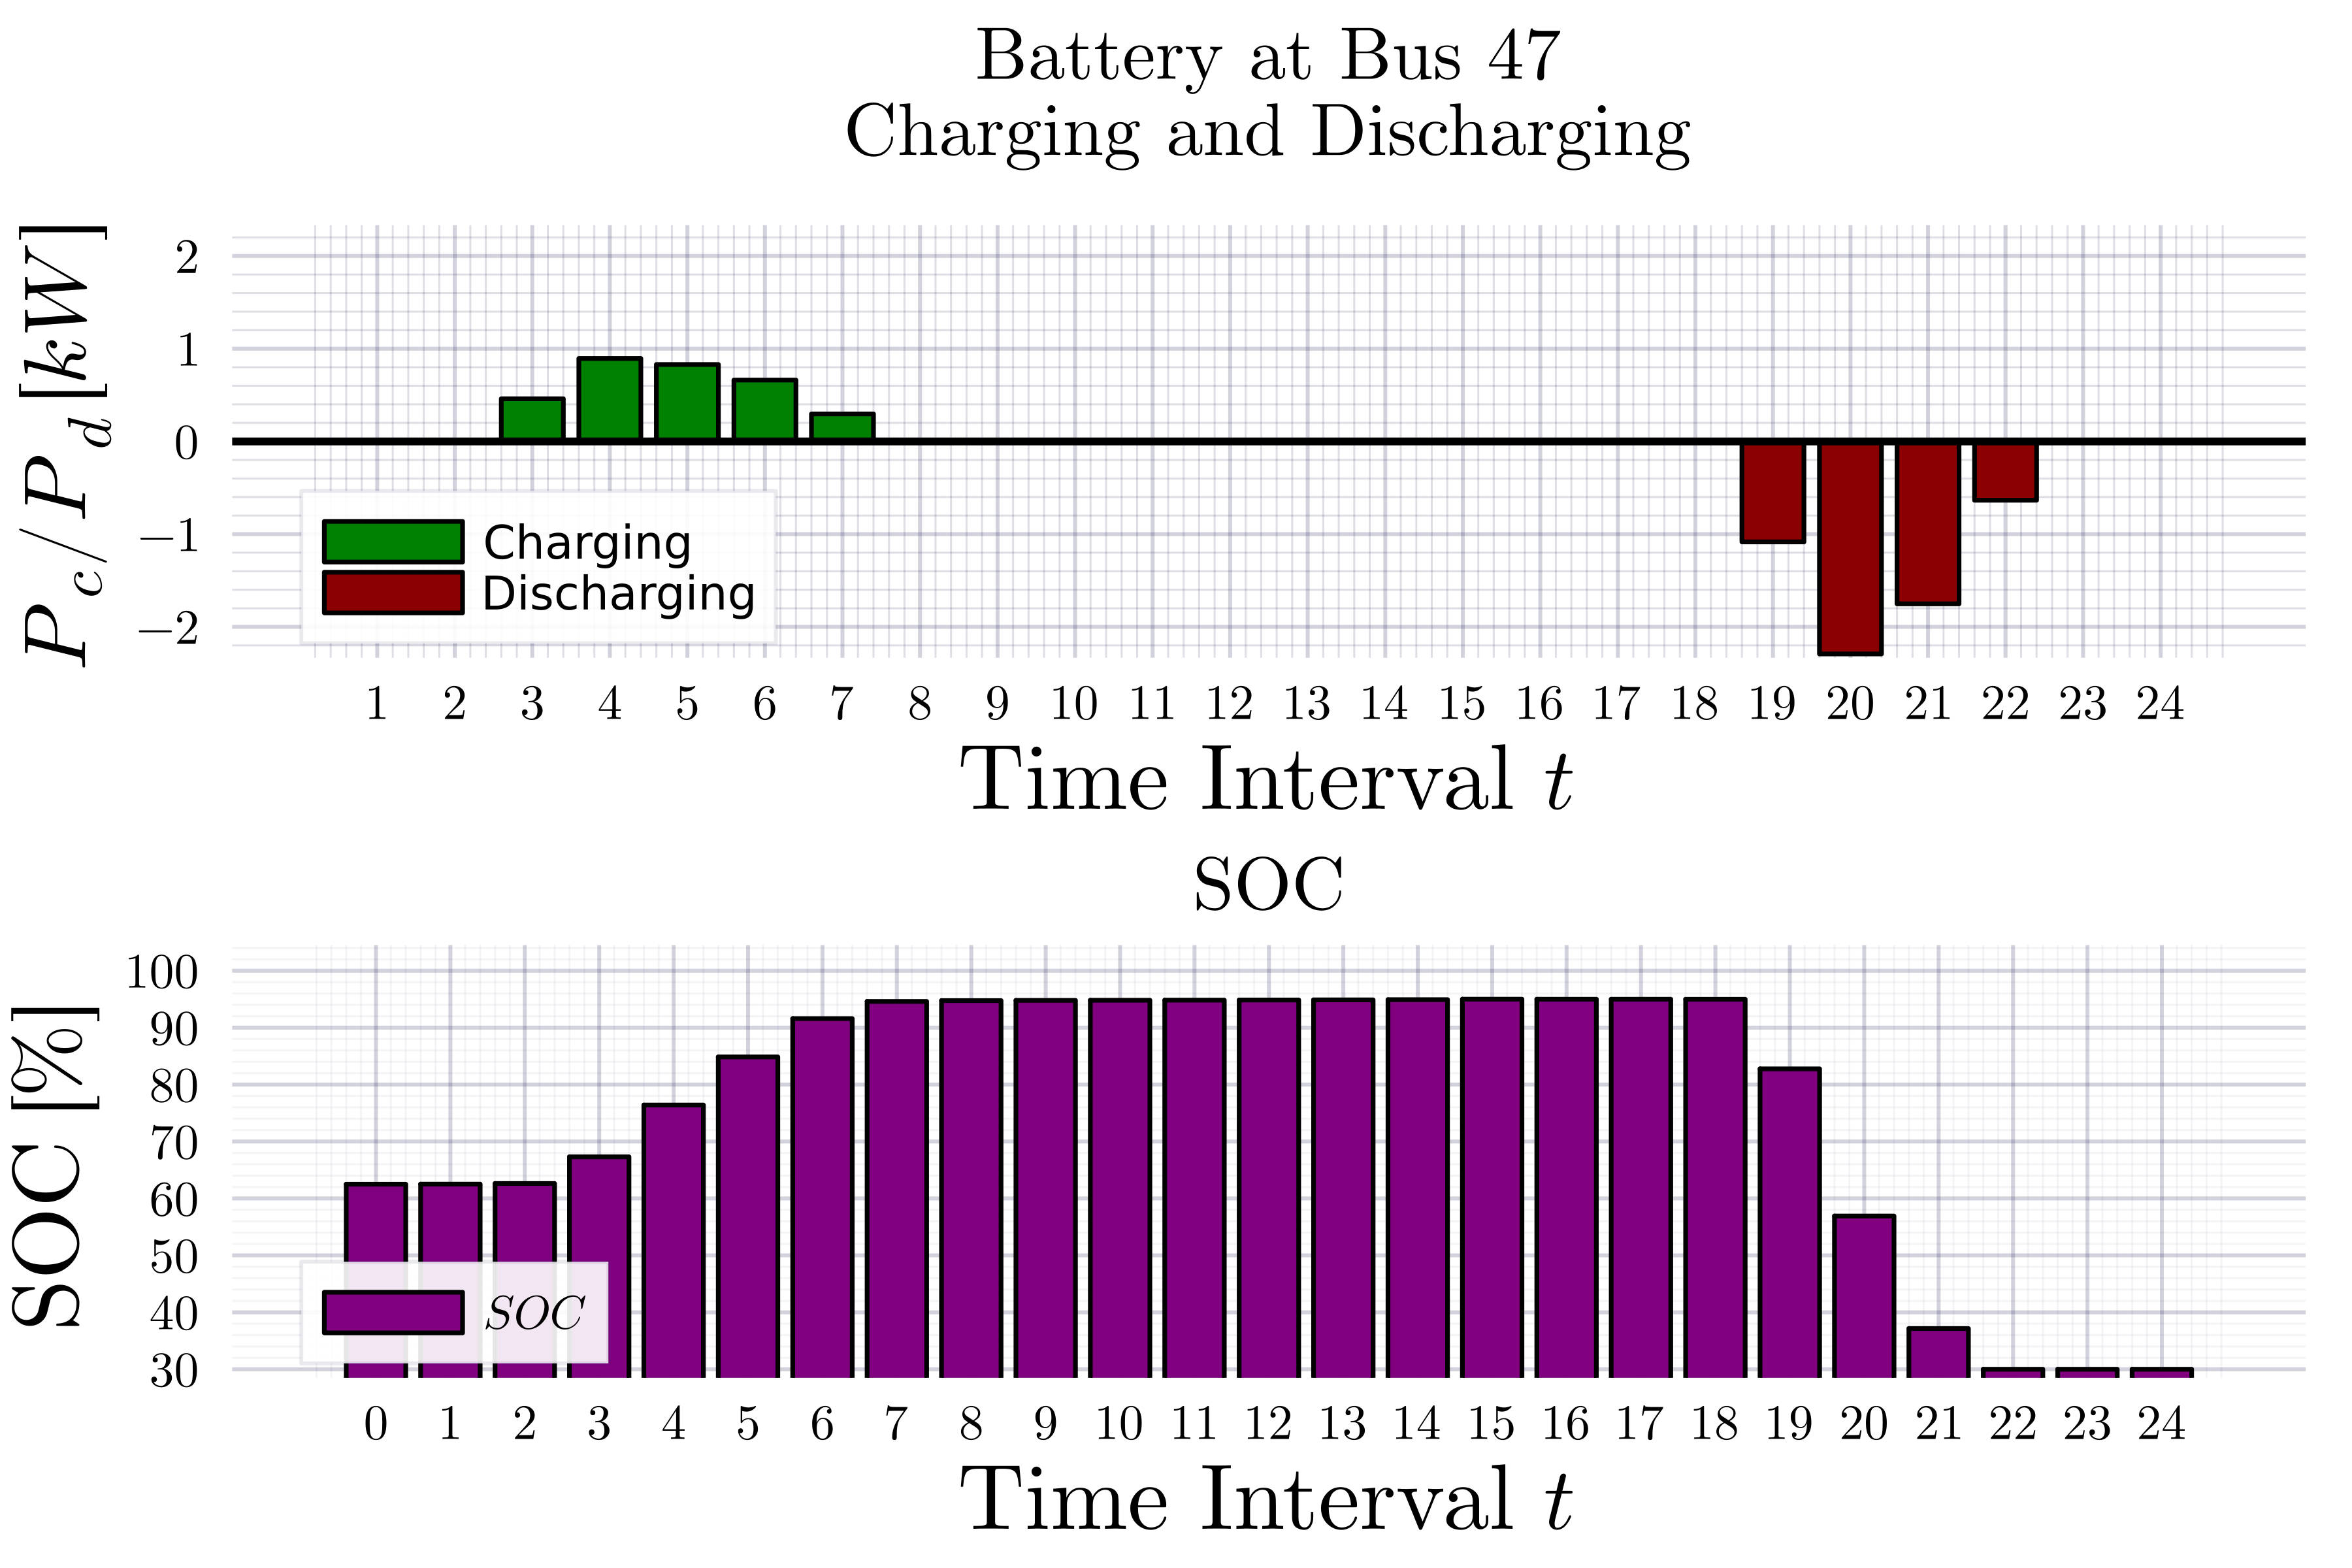 Battery at Bus 47
Charging and Discharging
P_c/P_d [kW]
2
1
0
−1
−2
Charging
Discharging
1 2 3 4 5 6 7 8 9 10 11 12 13 14 15 16 17 18 19 20 21 22 23 24
Time Interval t
SOC
SOC [%]
100
90
80
70
60
50
40
30
SOC
0 1 2 3 4 5 6 7 8 9 10 11 12 13 14 15 16 17 18 19 20 21 22 23 24
Time Interval t